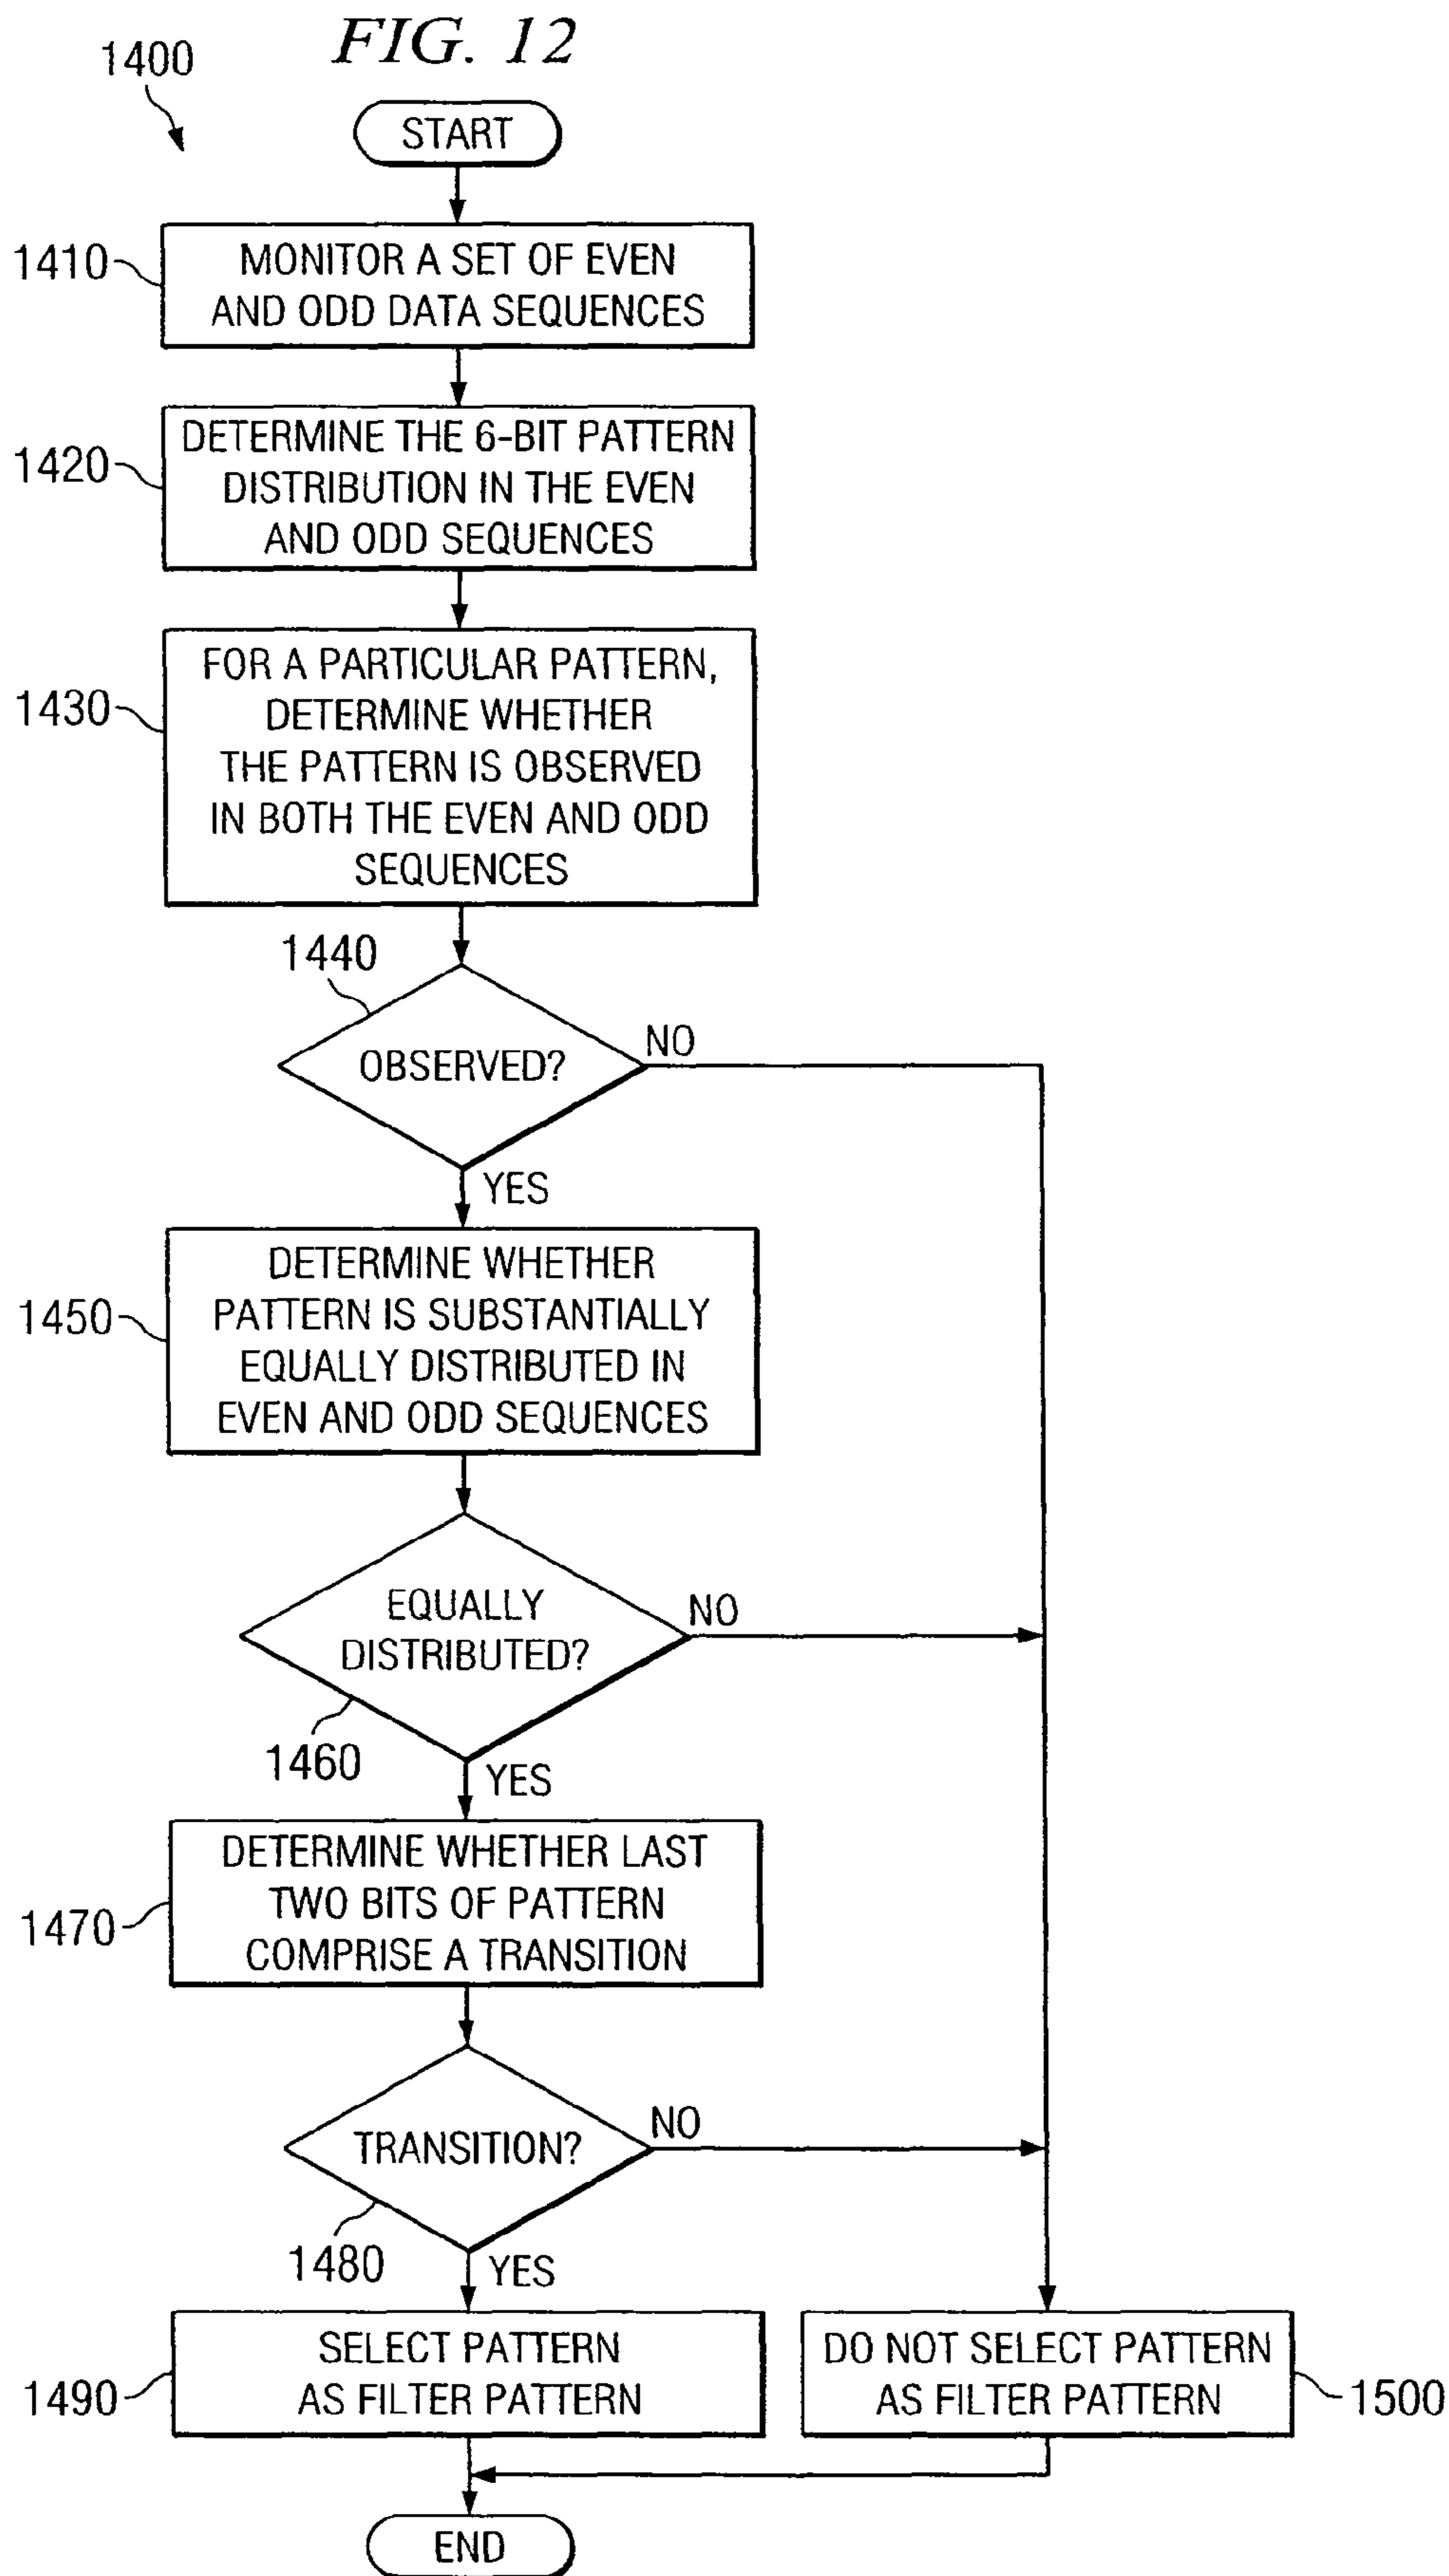 FIG. 12
1400
START
1410
MONITOR A SET OF EVEN
AND ODD DATA SEQUENCES
1420
DETERMINE THE 6-BIT PATTERN
DISTRIBUTION IN THE EVEN
AND ODD SEQUENCES
1430
FOR A PARTICULAR PATTERN,
DETERMINE WHETHER
THE PATTERN IS OBSERVED
IN BOTH THE EVEN AND ODD
SEQUENCES
1440
OBSERVED?
NO
YES
1450
DETERMINE WHETHER
PATTERN IS SUBSTANTIALLY
EQUALLY DISTRIBUTED IN
EVEN AND ODD SEQUENCES
EQUALLY
DISTRIBUTED?
NO
1460
YES
1470
DETERMINE WHETHER LAST
TWO BITS OF PATTERN
COMPRISE A TRANSITION
TRANSITION?
NO
1480
YES
1490
SELECT PATTERN
AS FILTER PATTERN
DO NOT SELECT PATTERN
AS FILTER PATTERN
1500
END